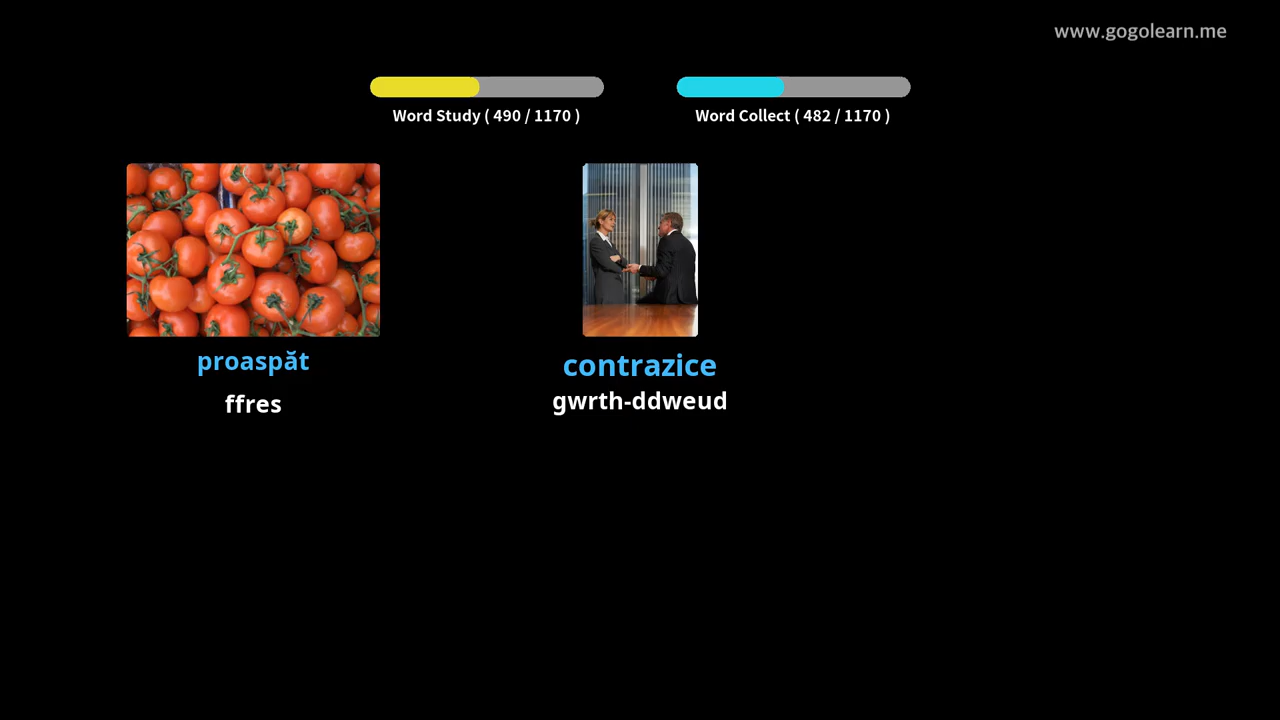 www.gogolearn.me
Word Study ( 490 / 1170 )
Word Collect ( 482 / 1170 )
proaspăt
ffres
contrazice
gwrth-ddweud